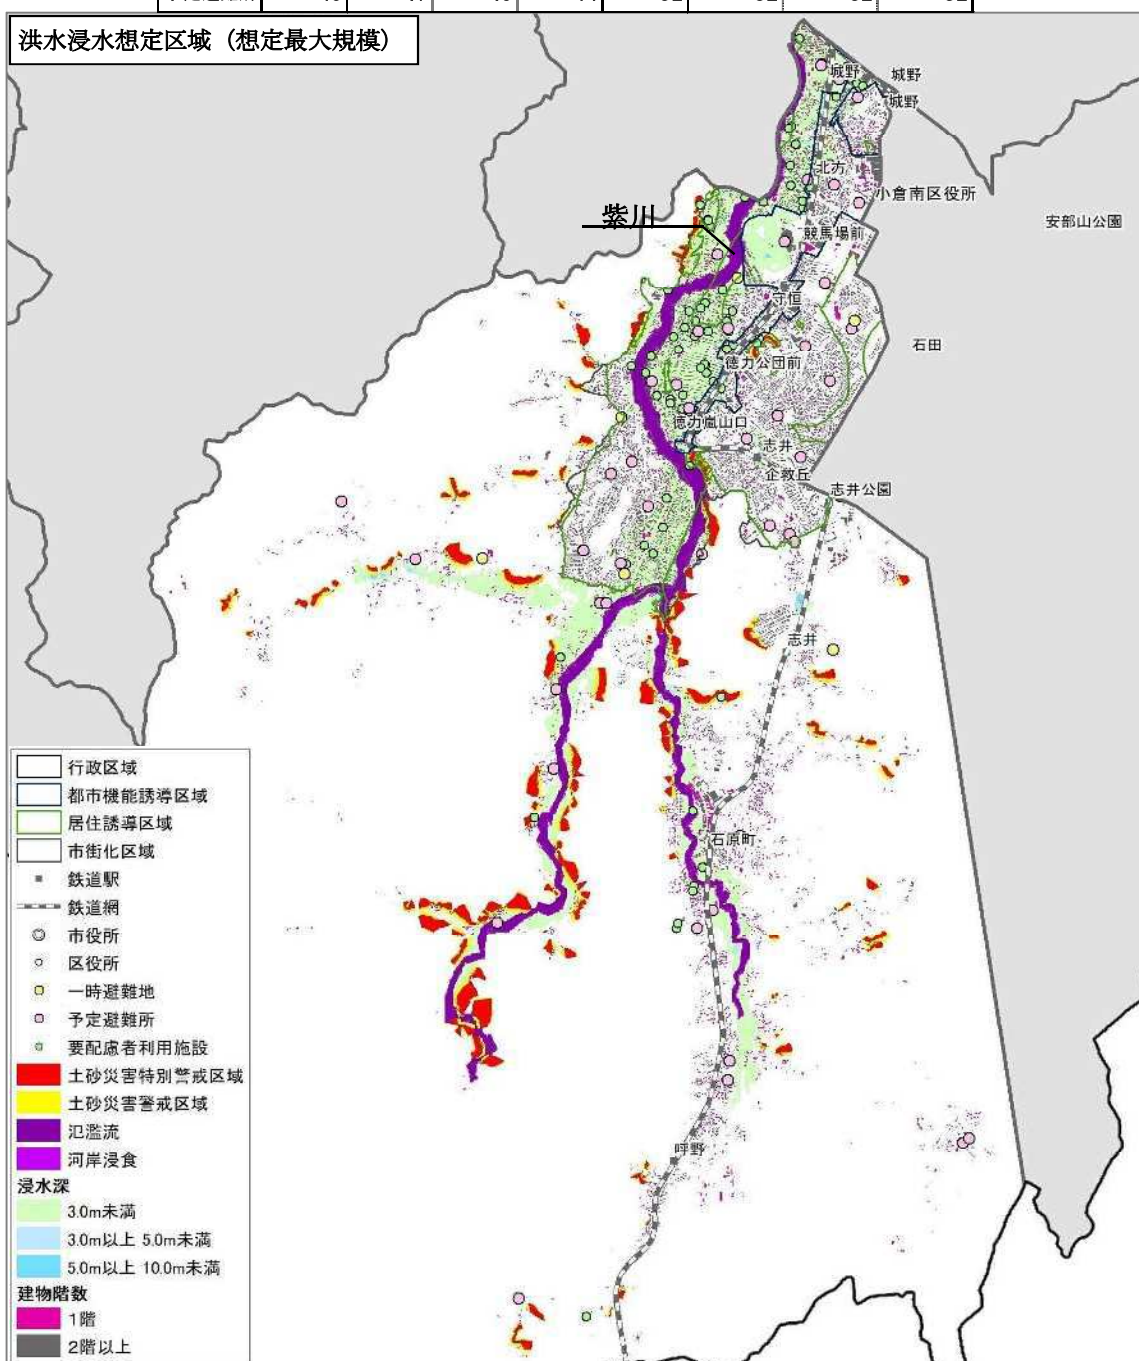 洪水浸水想定区域（想定最大規模）
城野
城野
城野
北方
小倉南区役所
紫川
競馬場前
安部山公園
守恒
石田
徳力公団前
徳力嵐山口
志井
企救丘
志井公園
志井
石原町
呼野
行政区域
都市機能誘導区域
居住誘導区域
市街化区域
鉄道駅
鉄道網
市役所
区役所
一時避難地
予定避難所
要配慮者利用施設
土砂災害特別警戒区域
土砂災害警戒区域
氾濫流
河岸浸食
浸水深
3.0m未満
3.0m以上 5.0m未満
5.0m以上 10.0m未満
建物階数
1階
2階以上